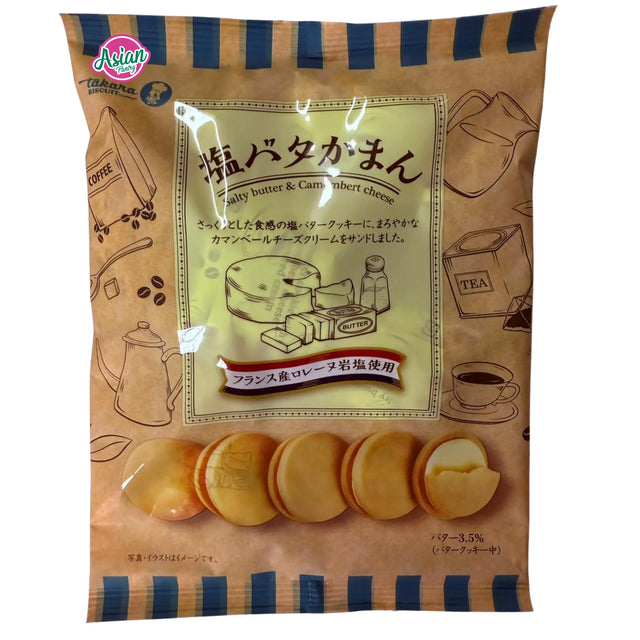 Asian
Pantry
takara
BISCUIT
塩バタかまん
Salty butter & Camembert cheese
さっくりとした食感の塩バタークッキーに、まろやかな
カマンベールチーズクリームをサンドしました。
COFFEE
TEA
BUTTER
フランス産ロレーヌ岩塩使用
バター3.5%
(バタークッキー中)
写真・イラストはイメージです。